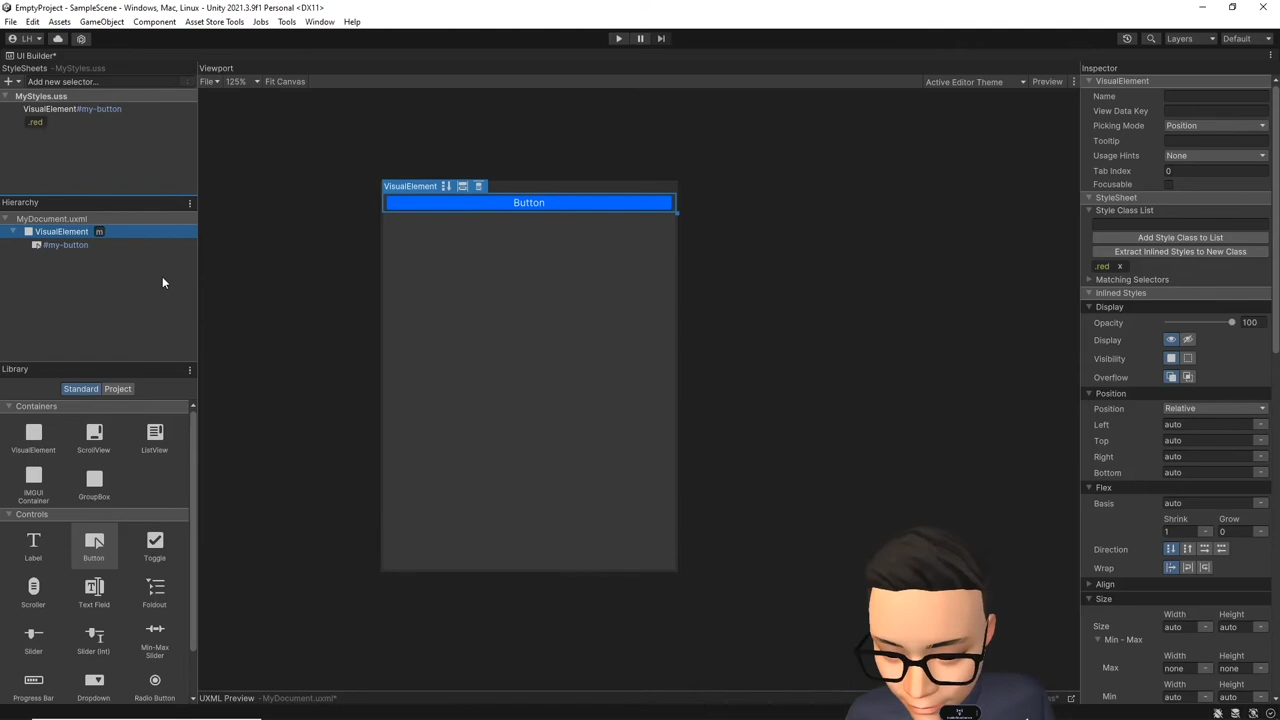 EmptyProject - SampleScene - Windows, Mac, Linux - Unity 2021.3.9f1 Personal <DX11>
File Edit Assets GameObject Component Asset Store Tools Jobs Tools Window Help
LH Layers Default
UI Builder*
StyleSheets - MyStyles.uss
Add new selector...
MyStyles.uss
VisualElement#my-button
.red
Hierarchy
MyDocument.uxml
VisualElement m
#my-button
Library
Standard Project
Containers
VisualElement ScrollView ListView
IMGUI Container GroupBox
Controls
Label Button Toggle
Scroller Text Field Foldout
Slider Slider (Int) Min-Max Slider
Progress Bar Dropdown Radio Button
Viewport
File 125% Fit Canvas Active Editor Theme Preview
VisualElement
Button
UXML Preview - MyDocument.uxml*
Inspector
VisualElement
Name
View Data Key
Picking Mode Position
Tooltip
Usage Hints None
Tab Index 0
Focusable
StyleSheet
Style Class List
Add Style Class to List
Extract Inlined Styles to New Class
.red x
Matching Selectors
Inlined Styles
Display
Opacity 100
Display
Visibility
Overflow
Position
Position Relative
Left auto
Top auto
Right auto
Bottom auto
Flex
Basis auto
Shrink Grow
1 0
Direction
Wrap
Align
Size
Width Height
Size auto auto
Min - Max
Width Height
Max none none
Min auto auto